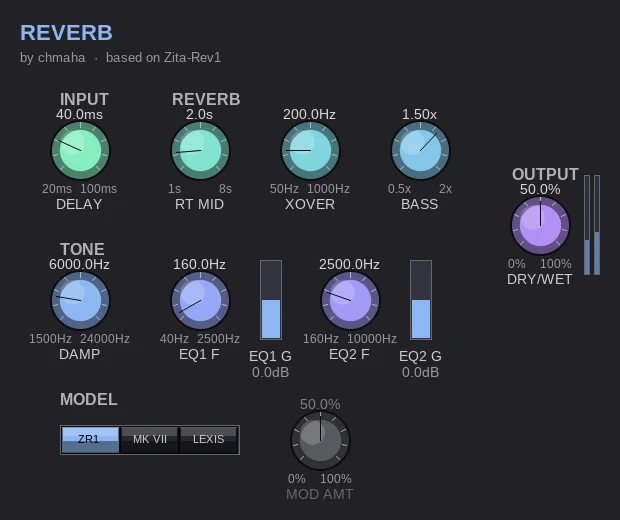 REVERB
by chmaha · based on Zita-Rev1
INPUT
REVERB
40.0ms
2.0s
200.0Hz
1.50x
20ms 100ms
1s 8s
50Hz 1000Hz
0.5x 2x
DELAY
RT MID
XOVER
BASS
OUTPUT
50.0%
0% 100%
DRY/WET
TONE
6000.0Hz
160.0Hz
2500.0Hz
1500Hz 24000Hz
40Hz 2500Hz
160Hz 10000Hz
DAMP
EQ1 F
EQ1 G
0.0dB
EQ2 F
EQ2 G
0.0dB
MODEL
ZR1
MK VII
LEXIS
50.0%
0% 100%
MOD AMT